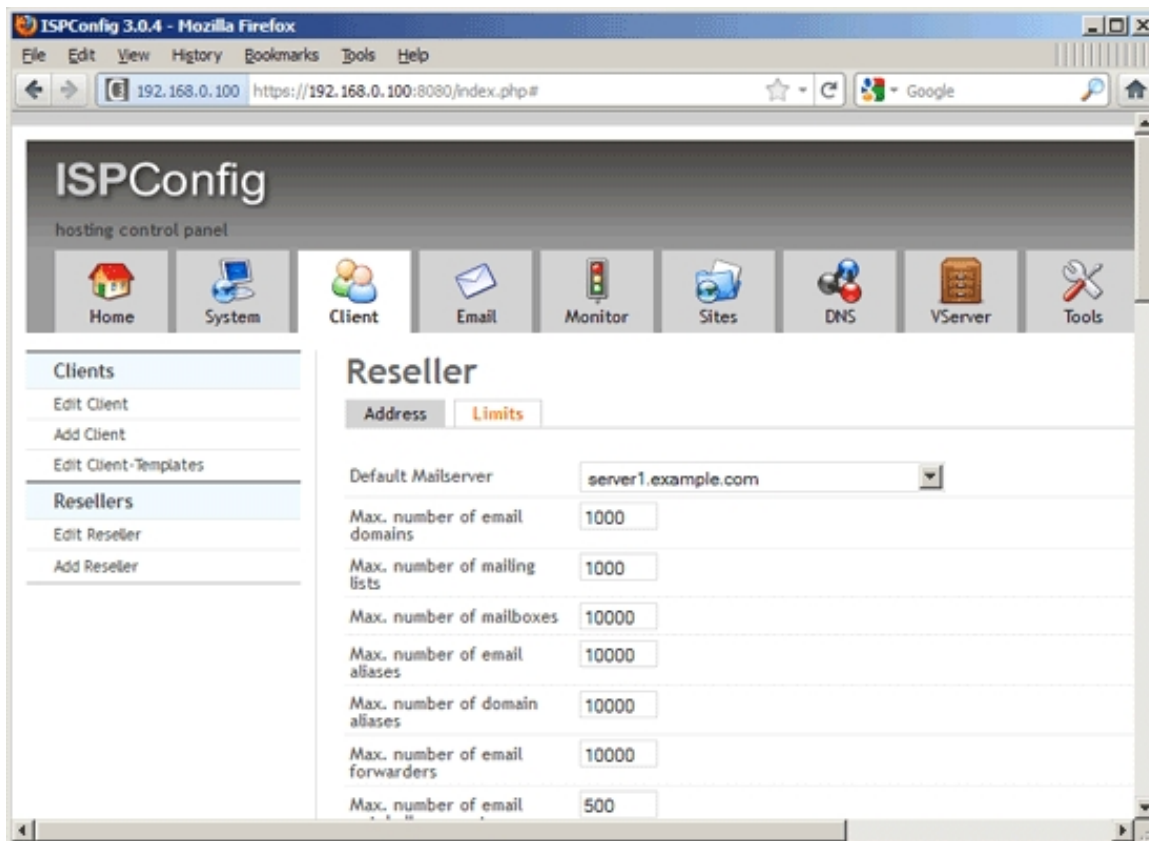 ISPConfig 3.0.4 - Mozilla Firefox
File Edit View History Bookmarks Tools Help
192.168.0.100 https://192.168.0.100:8080/index.php# Google
ISPConfig
hosting control panel
Home System Client Email Monitor Sites DNS VServer Tools
Clients
Edit Client
Add Client
Edit Client-Templates
Resellers
Edit Reseller
Add Reseller
Reseller
Address Limits
Default Mailserver server1.example.com
Max. number of email
domains 1000
Max. number of mailing
lists 1000
Max. number of mailboxes 10000
Max. number of email
aliases 10000
Max. number of domain
aliases 10000
Max. number of email
forwarders 10000
Max. number of email 500